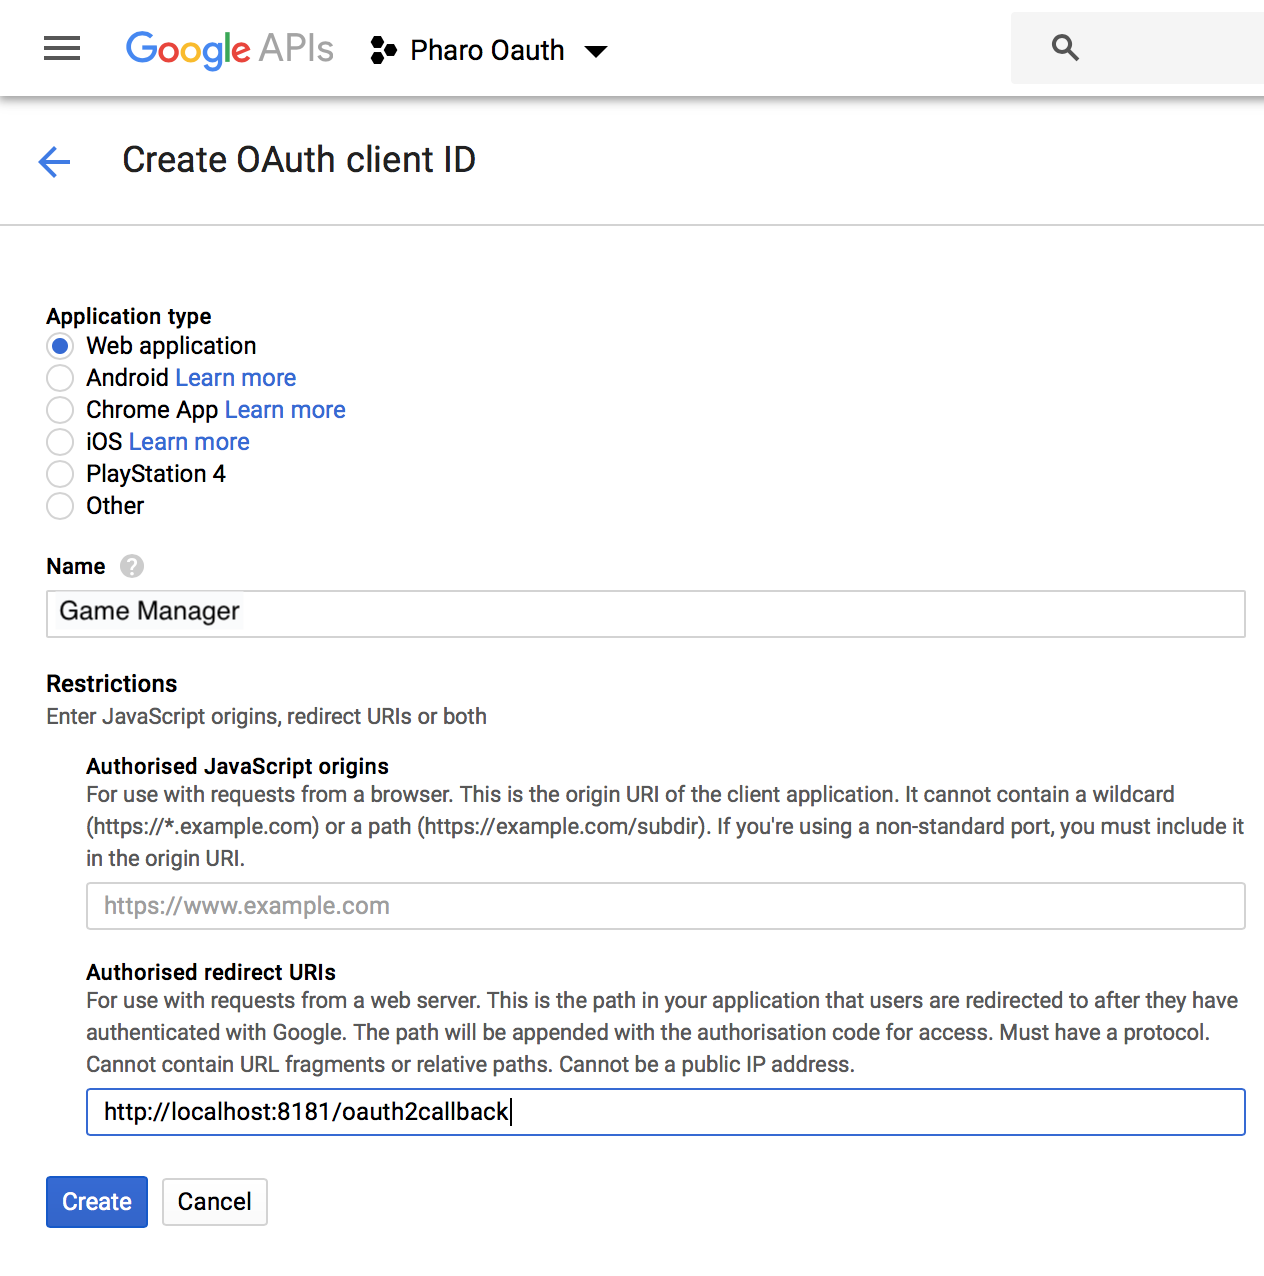 Google APIs Pharo Oauth
Create OAuth client ID
Application type
Web application
Android Learn more
Chrome App Learn more
iOS Learn more
PlayStation 4
Other
Name ?
Game Manager
Restrictions
Enter JavaScript origins, redirect URIs or both
Authorised JavaScript origins
For use with requests from a browser. This is the origin URI of the client application. It cannot contain a wildcard
(https://*.example.com) or a path (https://example.com/subdir). If you're using a non-standard port, you must include it
in the origin URI.
https://www.example.com
Authorised redirect URIs
For use with requests from a web server. This is the path in your application that users are redirected to after they have
authenticated with Google. The path will be appended with the authorisation code for access. Must have a protocol.
Cannot contain URL fragments or relative paths. Cannot be a public IP address.
http://localhost:8181/oauth2callback
Create Cancel